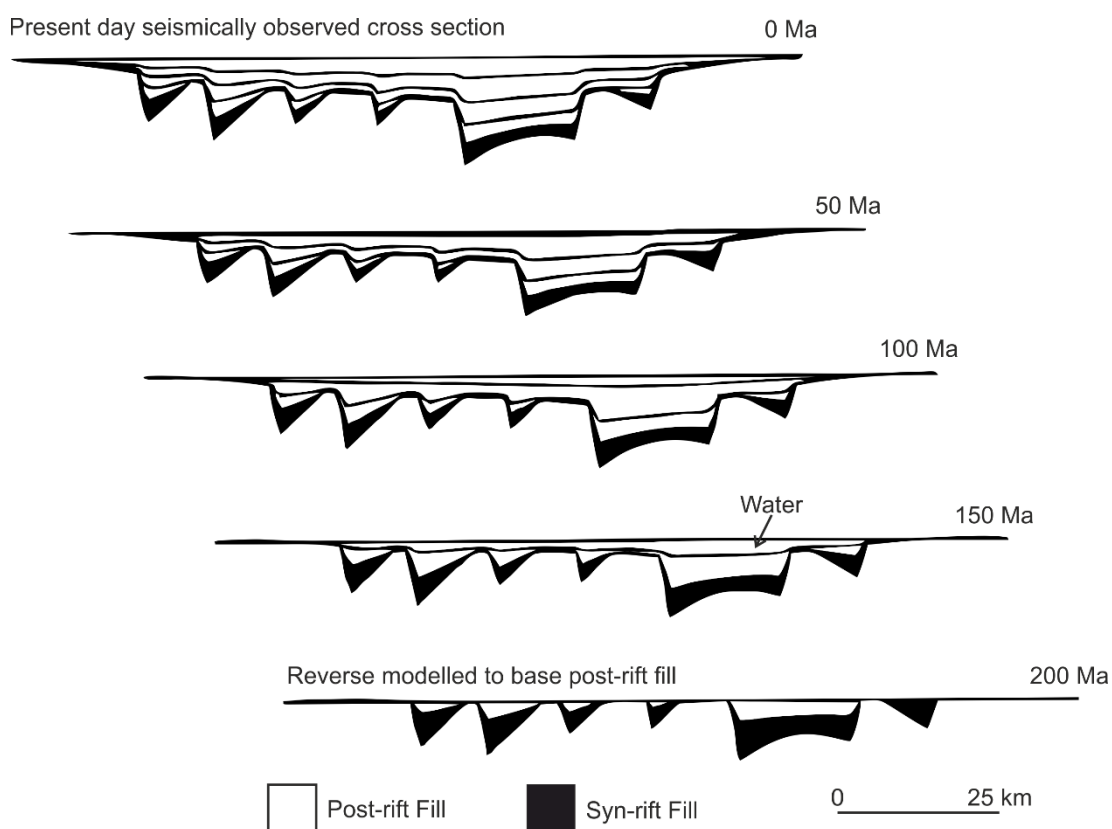 Present day seismically observed cross section
0 Ma
50 Ma
100 Ma
Water
150 Ma
Reverse modelled to base post-rift fill
200 Ma
Post-rift Fill
Syn-rift Fill
0 25 km